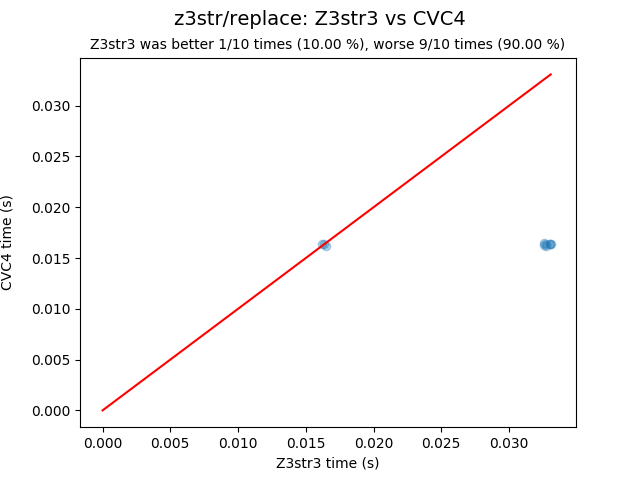 z3str/replace: Z3str3 vs CVC4
Z3str3 was better 1/10 times (10.00 %), worse 9/10 times (90.00 %)
CVC4 time (s)
0.030
0.025
0.020
0.015
0.010
0.005
0.000
0.000 0.005 0.010 0.015 0.020 0.025 0.030
Z3str3 time (s)